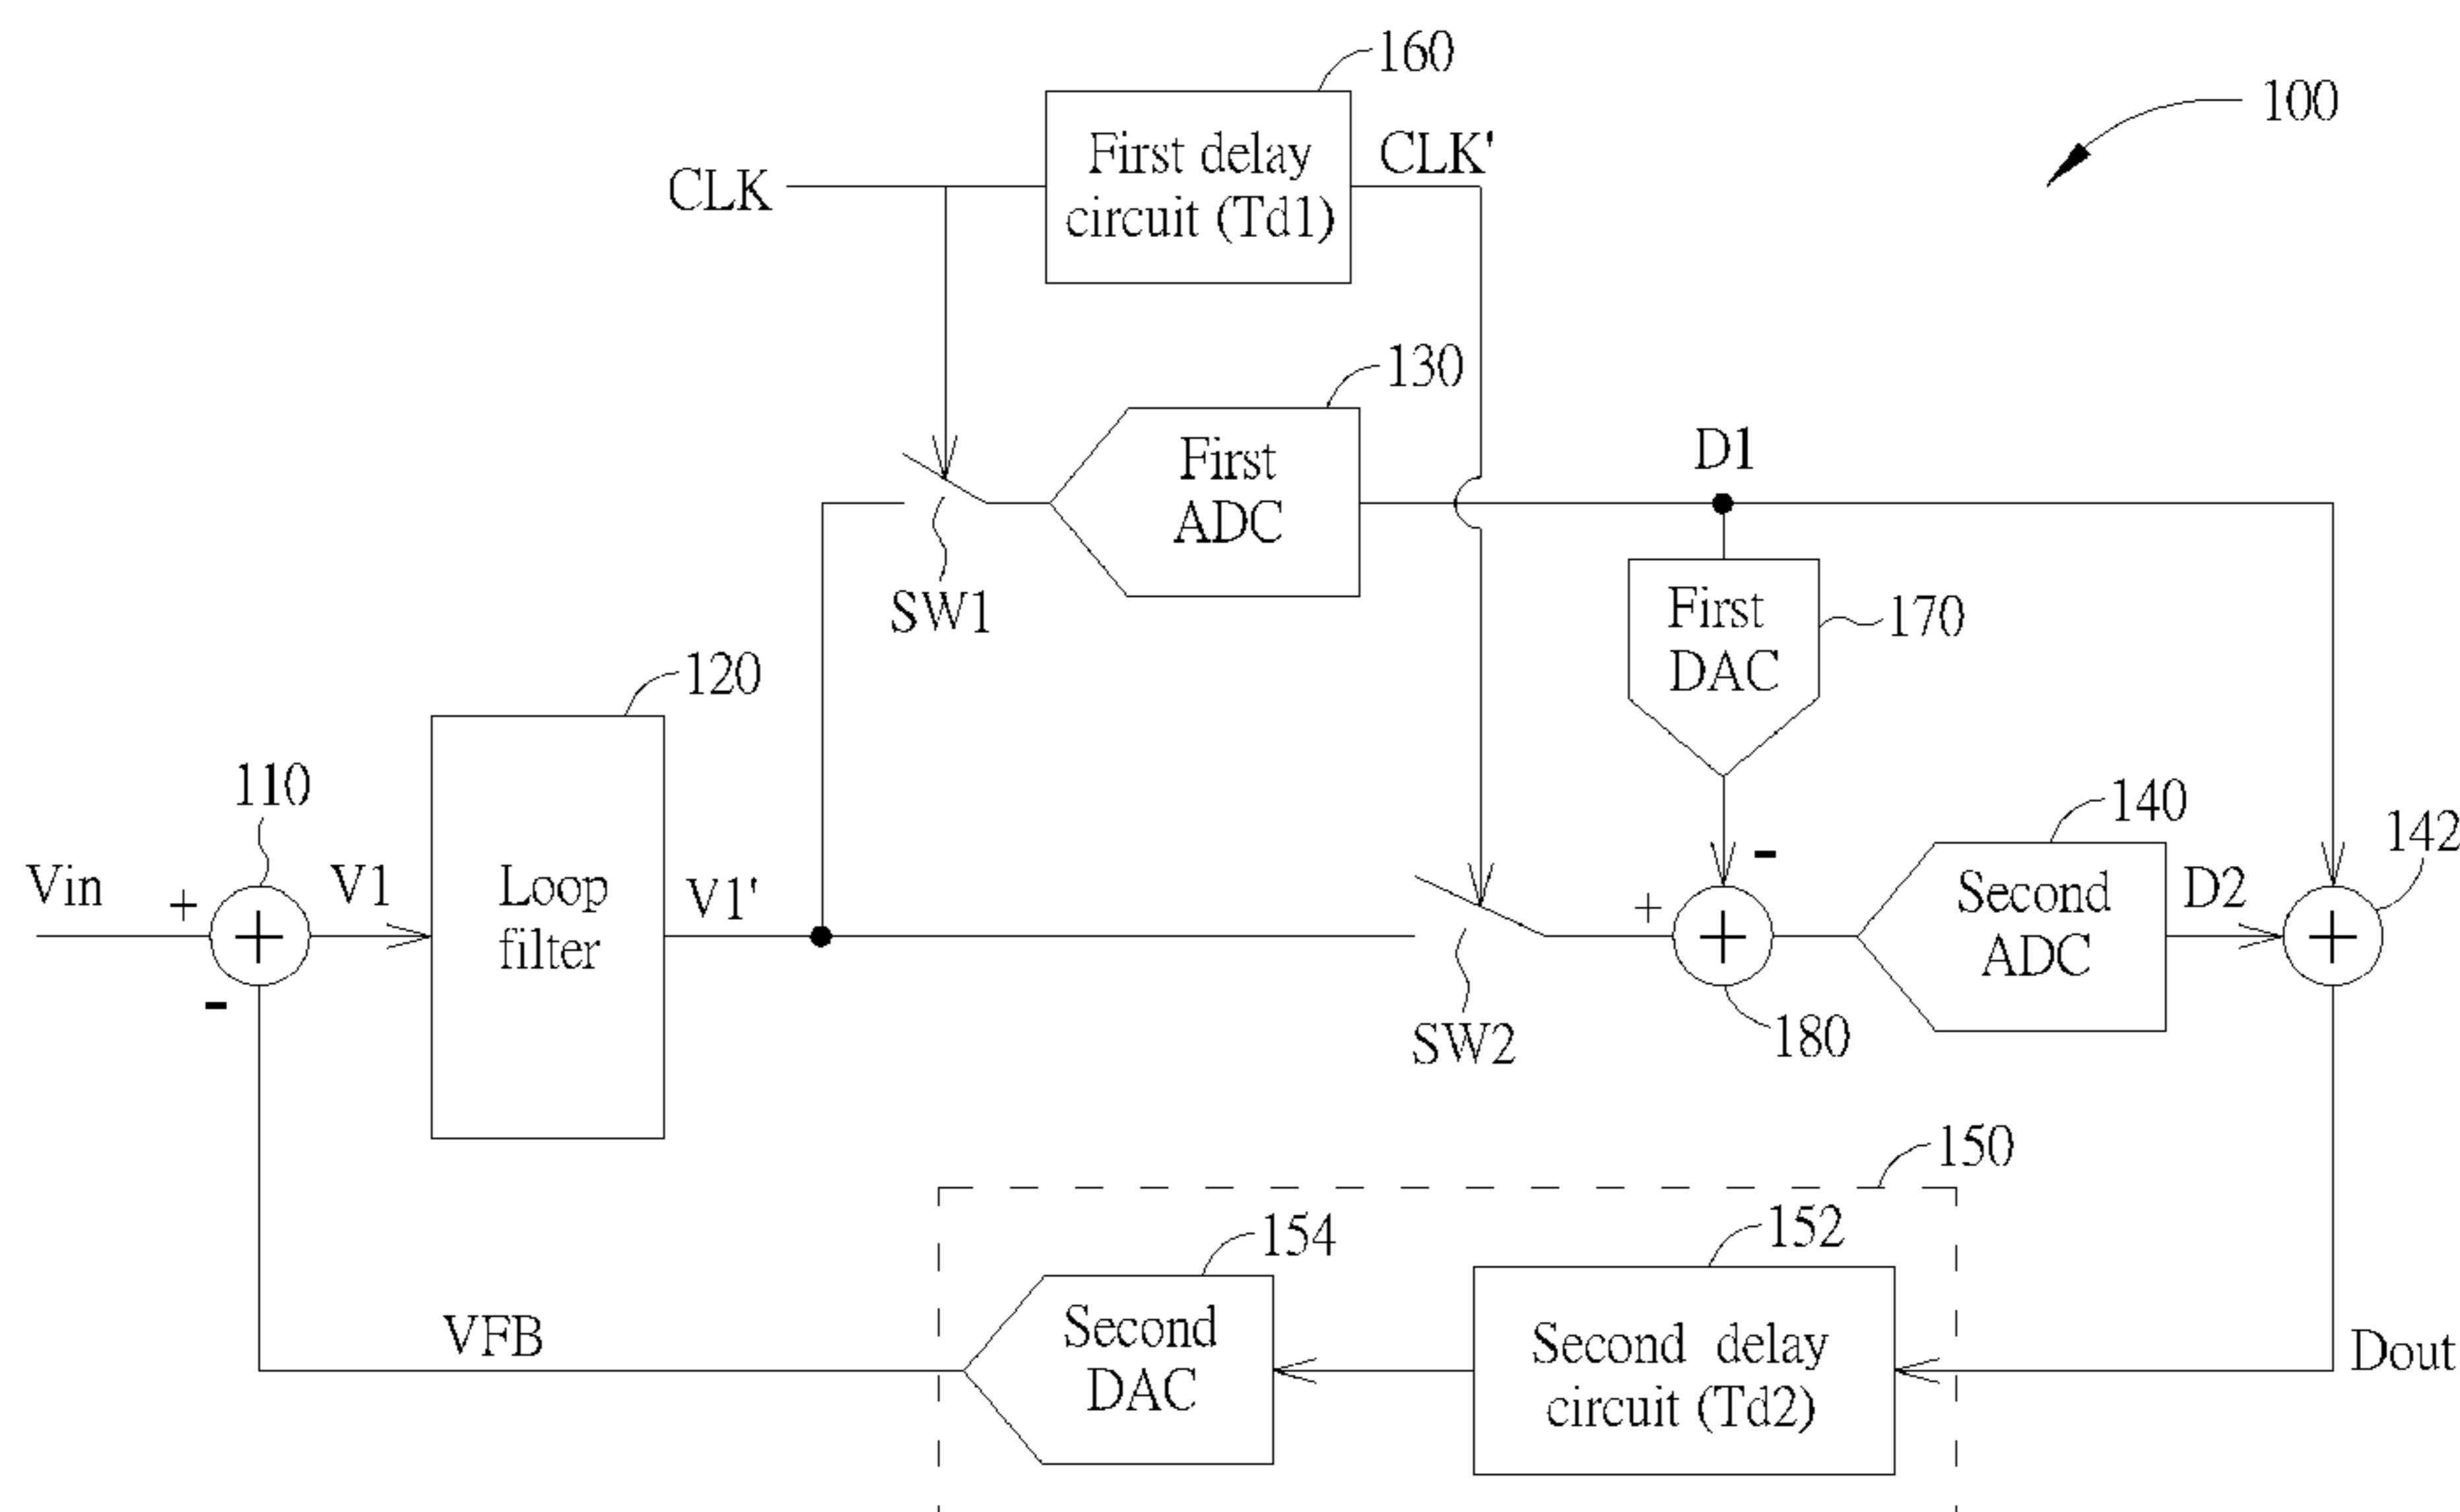 160
100
First delay
circuit (Td1)
CLK'
CLK
130
First
ADC
D1
SW1
First
DAC
170
120
110
140
142
Vin
+
V1
Loop
filter
V1'
+
-
Second
ADC
D2
+
+
+
-
180
SW2
150
154
152
VFB
Second
DAC
Second delay
circuit (Td2)
Dout